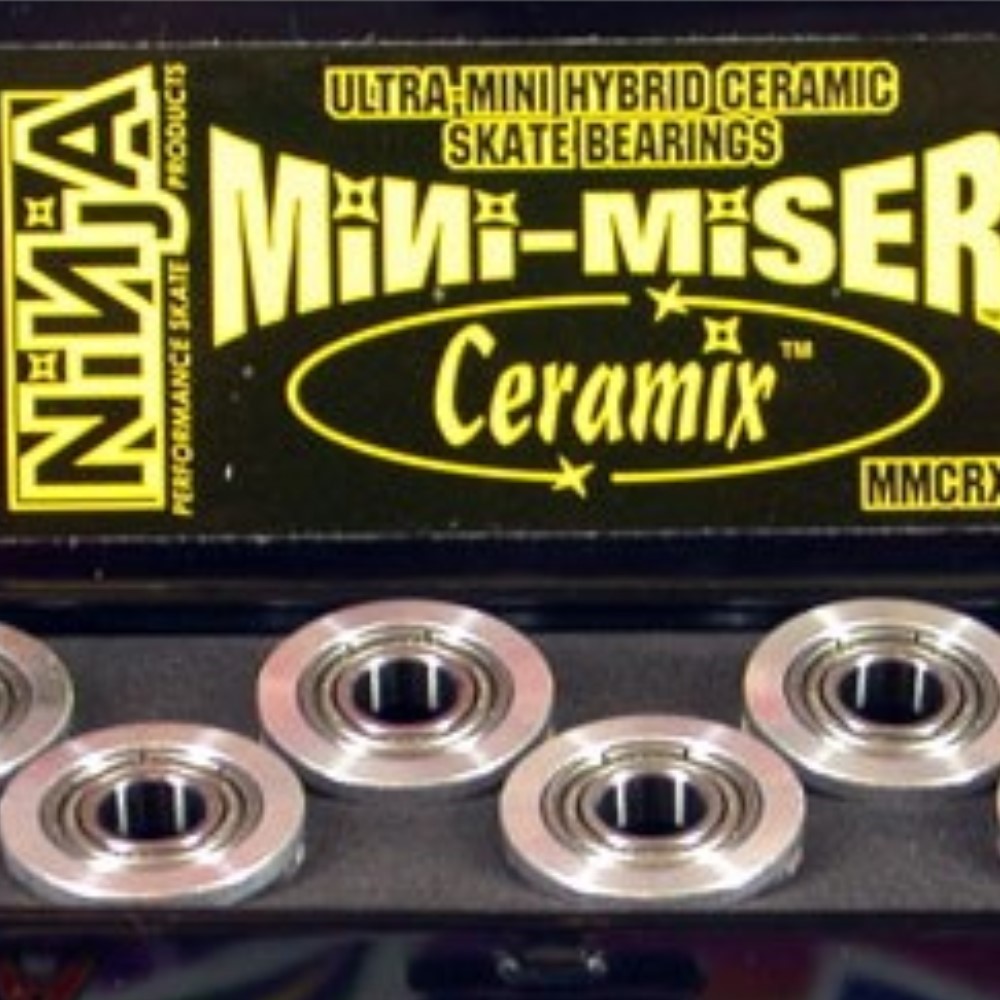 NiNJA
PERFORMANCE SKATE PRODUCTS
ULTRA-MINI HYBRID CERAMIC
SKATE BEARINGS
MiNi-MiSER
Ceramix™
MMCRX